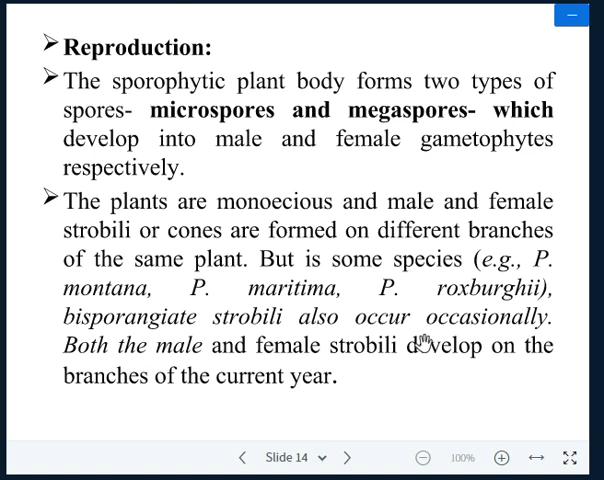 Reproduction:
The sporophytic plant body forms two types of
spores- microspores and megaspores- which
develop into male and female gametophytes
respectively.
The plants are monoecious and male and female
strobili or cones are formed on different branches
of the same plant. But is some species (e.g., P.
montana, P. maritima, P. roxburghii),
bisporangiate strobili also occur occasionally.
Both the male and female strobili develop on the
branches of the current year.
Slide 14
100%